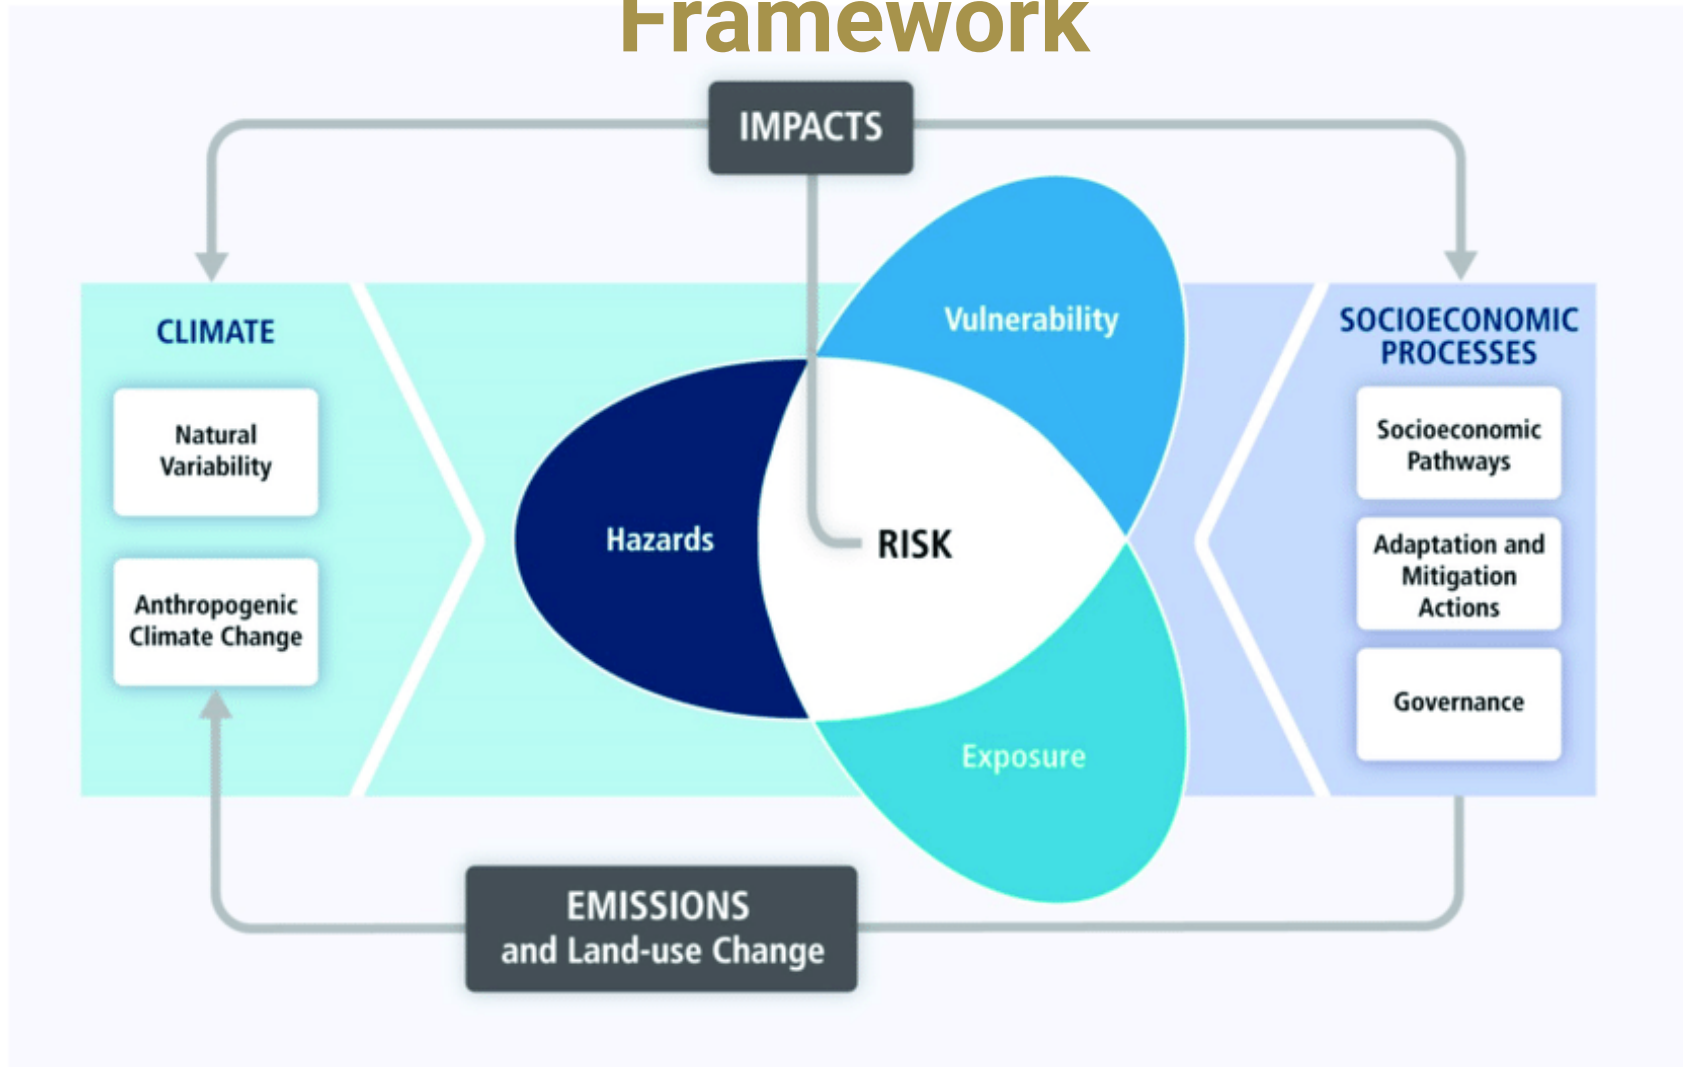 Framework
IMPACTS
CLIMATE
Natural
Variability
Anthropogenic
Climate Change
Vulnerability
Hazards
RISK
Exposure
SOCIOECONOMIC
PROCESSES
Socioeconomic
Pathways
Adaptation and
Mitigation
Actions
Governance
EMISSIONS
and Land-use Change